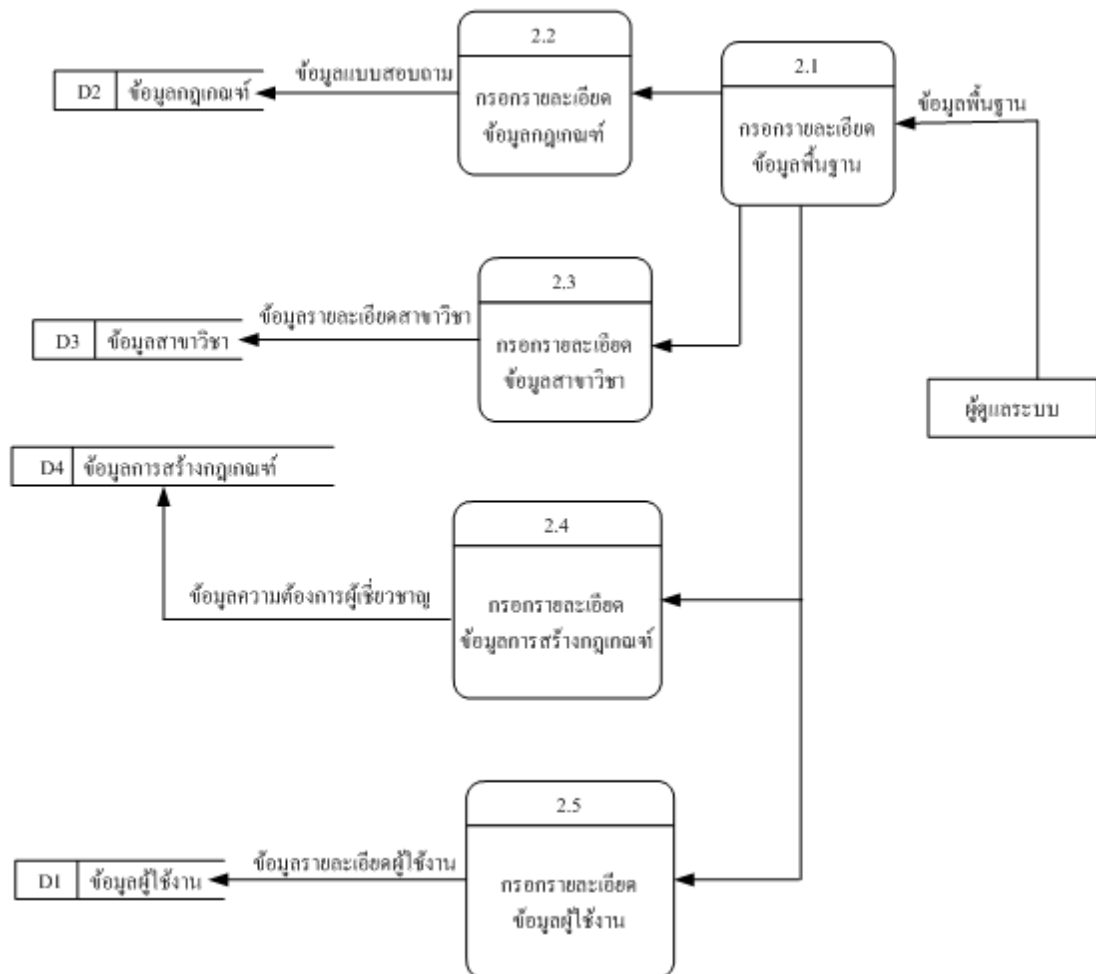 2.2
ข้อมูลแบบสอบถาม
D2 ข้อมูลกฎเกณฑ์
กรอกรายละเอียด
ข้อมูลกฎเกณฑ์
2.1
กรอกรายละเอียด
ข้อมูลพื้นฐาน
ข้อมูลพื้นฐาน
2.3
ข้อมูลรายละเอียดสาขาวิชา
D3 ข้อมูลสาขาวิชา
กรอกรายละเอียด
ข้อมูลสาขาวิชา
ผู้ดูแลระบบ
D4 ข้อมูลการสร้างกฎเกณฑ์
2.4
ข้อมูลความต้องการผู้เชี่ยวชาญ
กรอกรายละเอียด
ข้อมูลการสร้างกฎเกณฑ์
2.5
ข้อมูลรายละเอียดผู้ใช้งาน
D1 ข้อมูลผู้ใช้งาน
กรอกรายละเอียด
ข้อมูลผู้ใช้งาน